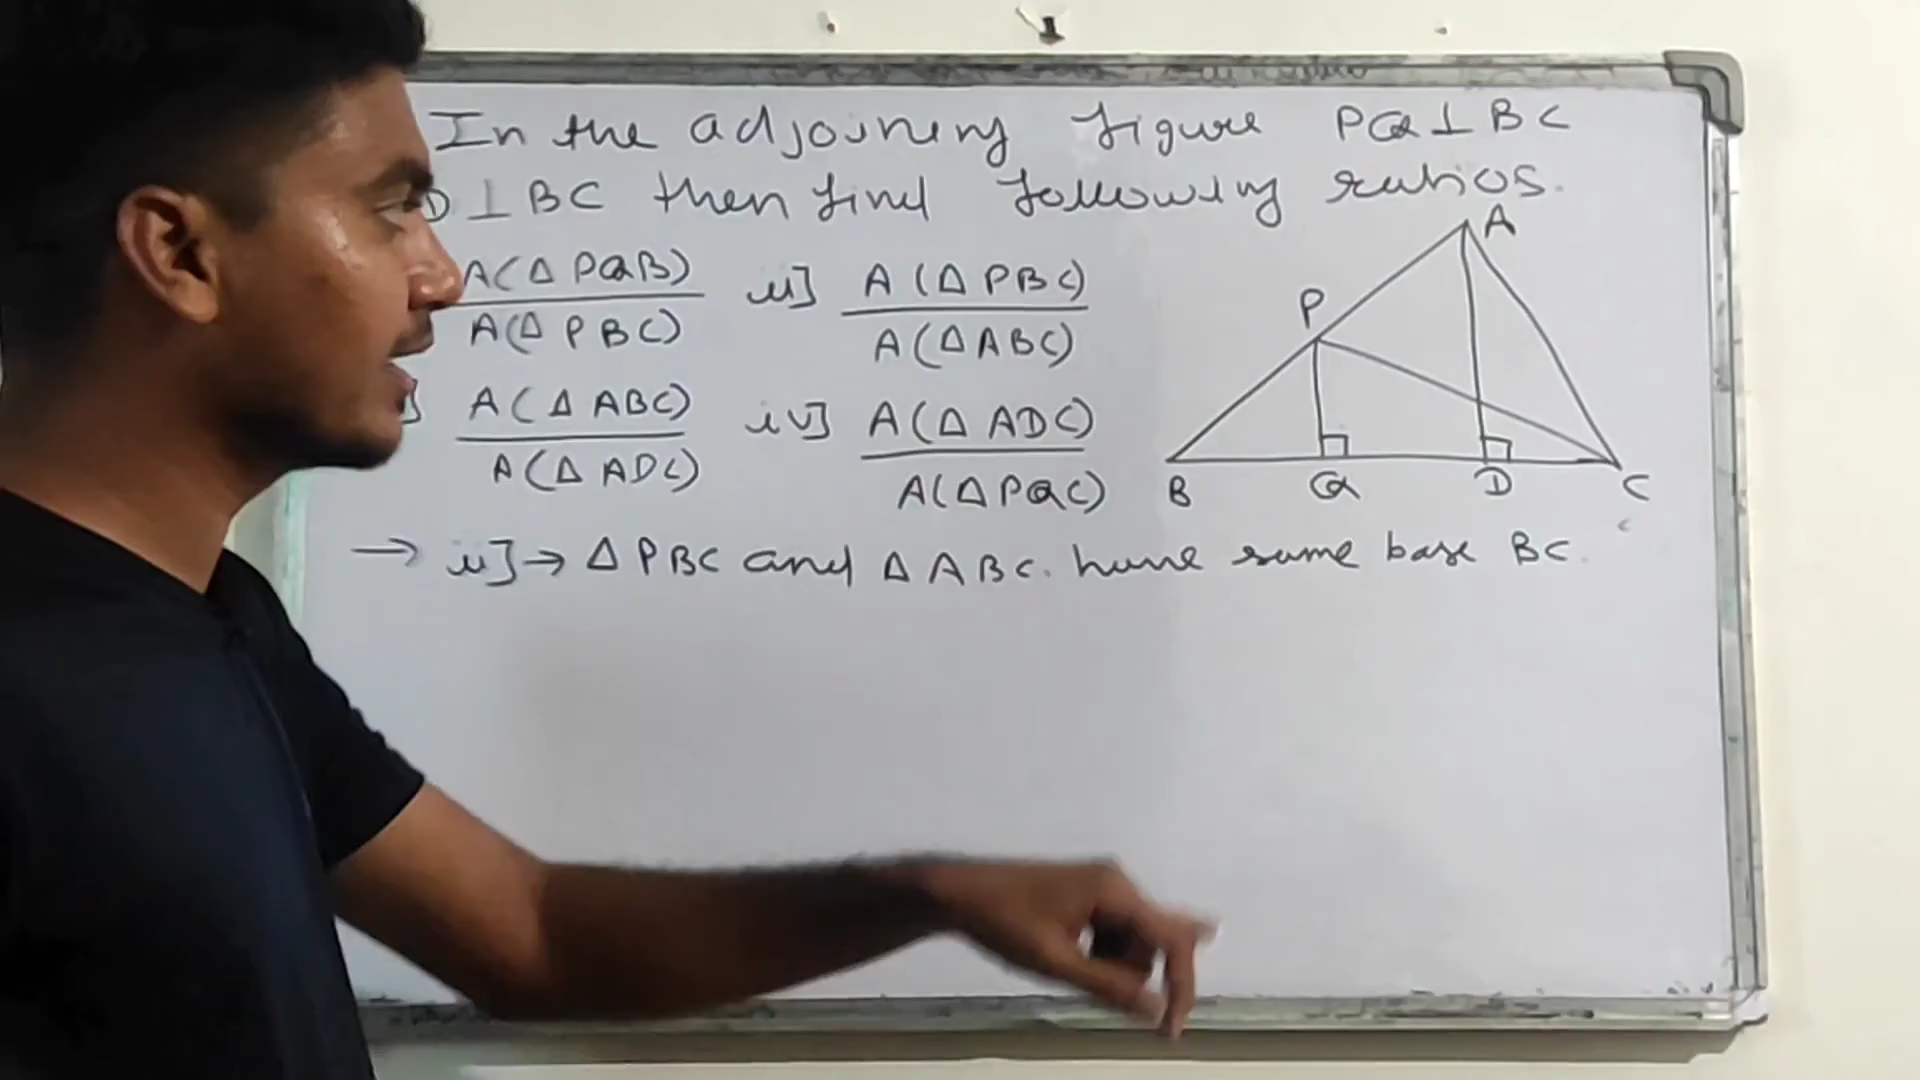 In the adjoining figure PQ⊥BC
D⊥BC then find following ratios.
A(Δ PQB)
A(Δ PBC)
ii] A(Δ PBC)
A(Δ ABC)
] A(Δ ABC)
A(Δ ADC)
iv] A(Δ ADC)
A(Δ PQC)
A
P
B Q D C
→ ii] → Δ PBC and Δ ABC. have same base BC.